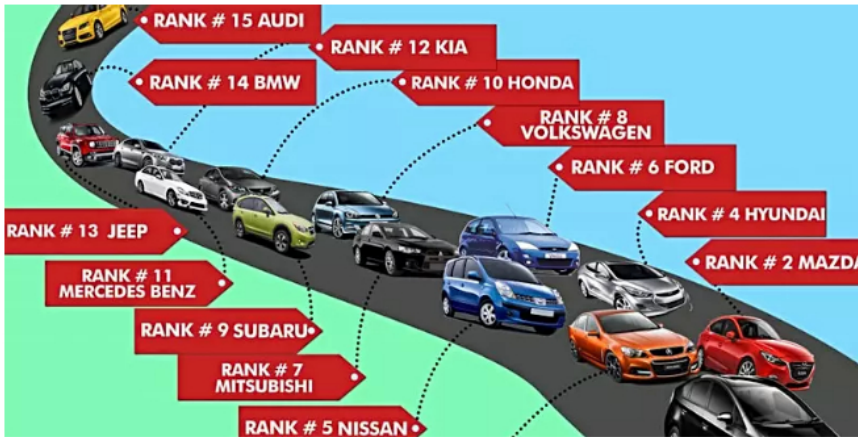 RANK # 15 AUDI
RANK # 12 KIA
RANK # 14 BMW
RANK # 10 HONDA
RANK # 8
VOLKSWAGEN
RANK # 6 FORD
RANK # 4 HYUNDAI
RANK # 13 JEEP
RANK # 2 MAZDA
RANK # 11
MERCEDES BENZ
RANK # 9 SUBARU
RANK # 7
MITSUBISHI
RANK # 5 NISSAN